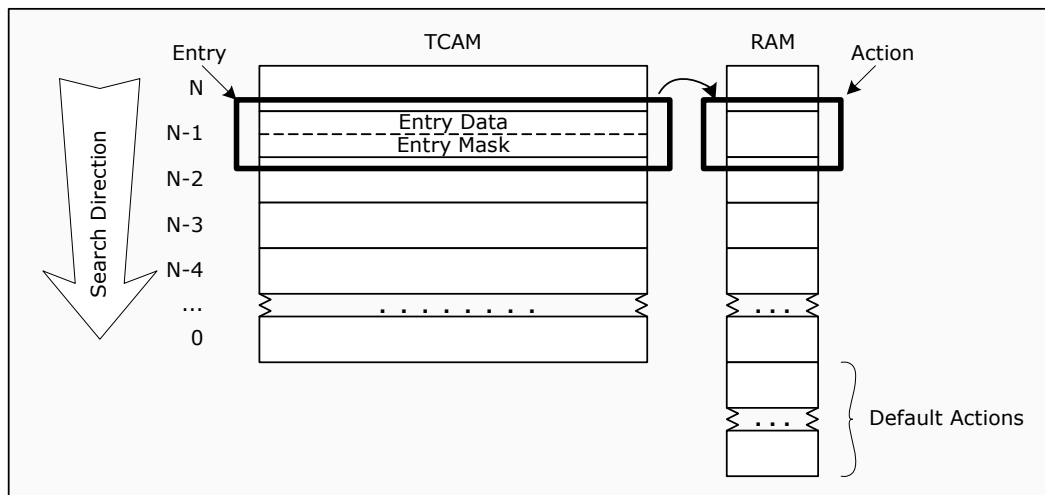 TCAM
RAM
Entry
Action
N
Entry Data
N-1
Entry Mask
N-2
N-3
N-4
...
. . . . . . . .
. . .
0
Search Direction
Default Actions
. . .